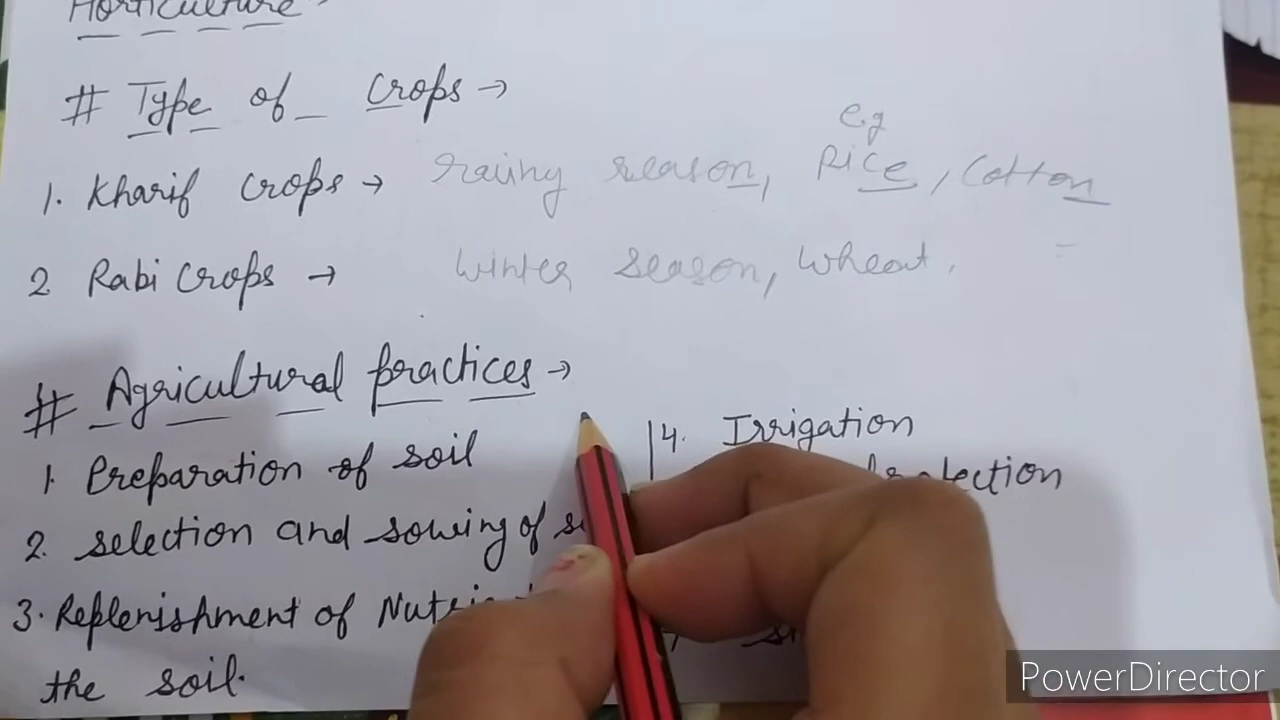 Horticulture
# Type of Crops →
e.g
1. Kharif Crops → rainy season, Rice, Cotton
2 Rabi Crops → winter season, wheat.
# Agricultural practices →
1. Preparation of soil
2. selection and sowing of
3. Replenishment of
the soil.
4. Irrigation
PowerDirector